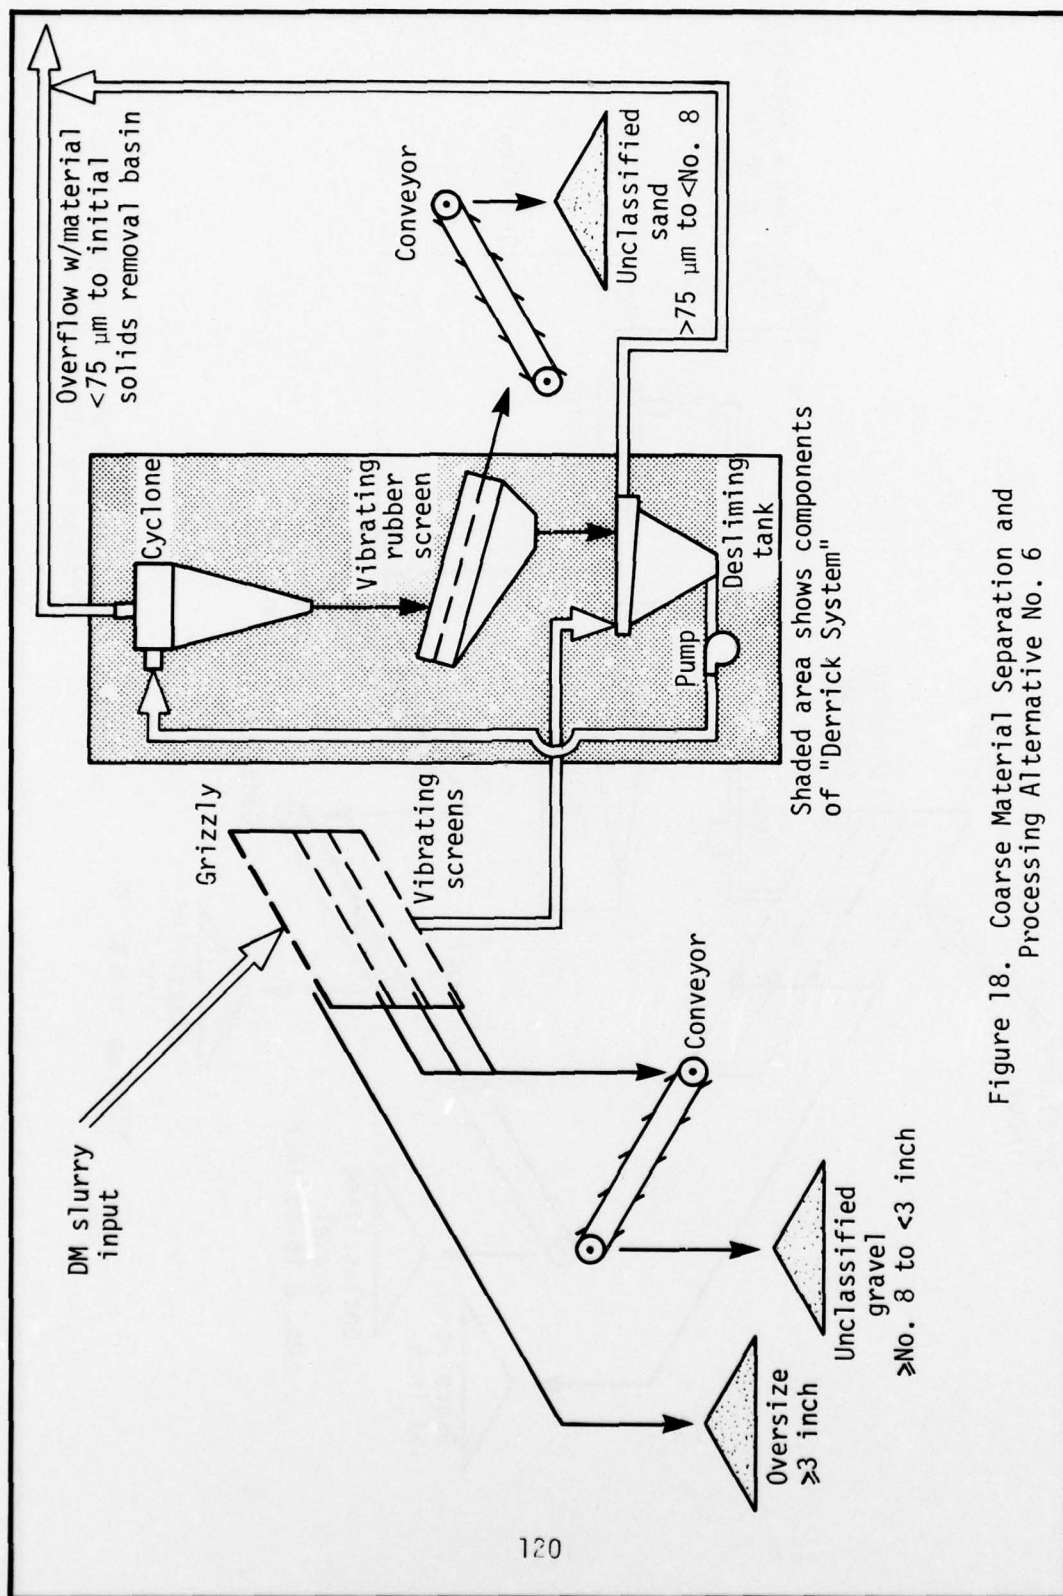 DM slurry
input
Grizzly
Vibrating
screens
Conveyor
Oversize
⩾3 inch
Unclassified
gravel
⩾No. 8 to <3 inch
Overflow w/material
<75 µm to initial
solids removal basin
Cyclone
Vibrating
rubber
screen
Pump
Desliming
tank
Conveyor
Unclassified
sand
>75 µm to <No. 8
Shaded area shows components
of "Derrick System"
Figure 18. Coarse Material Separation and
Processing Alternative No. 6
120